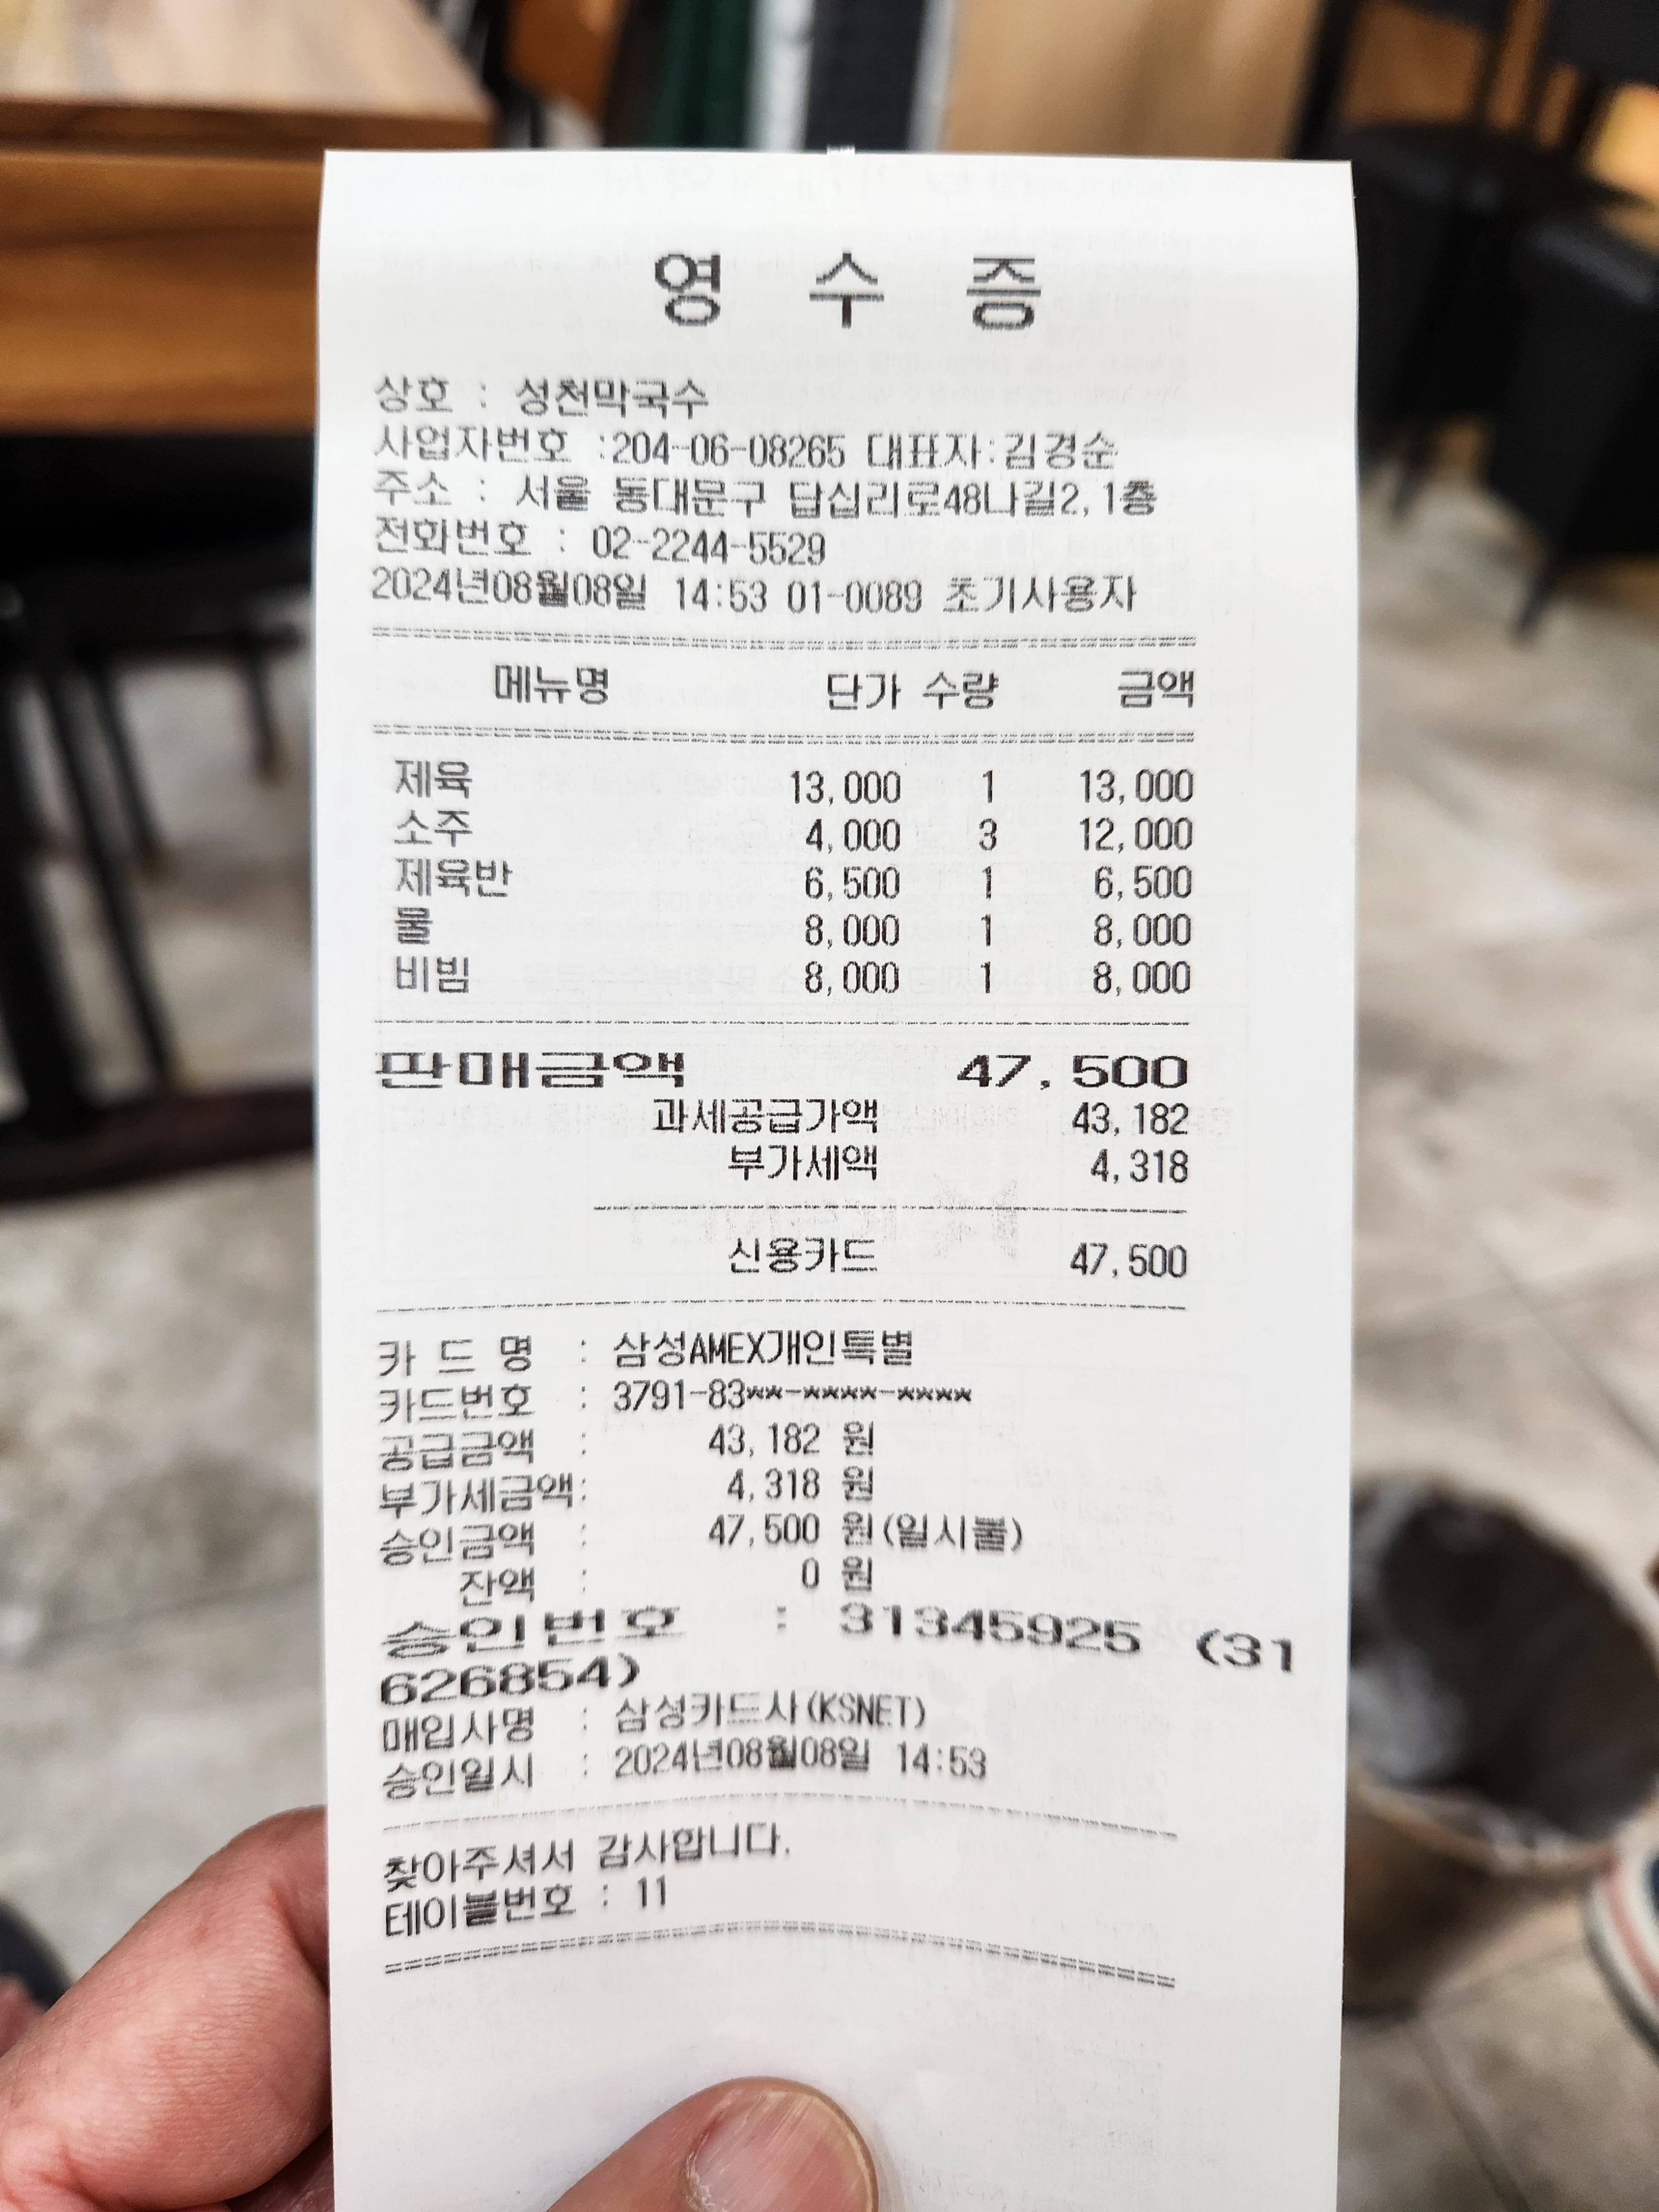 영 수 증
상호 : 성천막국수
사업자번호 :204-06-08265 대표자:김경순
주소 : 서울 동대문구 답십리로48나길2,1층
전화번호 : 02-2244-5529
2024년08월08일 14:53 01-0089 초기사용자
메뉴명 단가 수량 금액
제육 13,000 1 13,000
소주 4,000 3 12,000
제육반 6,500 1 6,500
물 8,000 1 8,000
비빔 8,000 1 8,000
판매금액 47,500
과세공급가액 43,182
부가세액 4,318
신용카드 47,500
카 드 명 : 삼성AMEX개인특별
카드번호 : 3791-83**-****-****
공급금액 : 43,182 원
부가세금액: 4,318 원
승인금액 : 47,500 원(일시불)
잔액 : 0 원
승인번호 : 31345925 (31
626854)
매입사명 : 삼성카드사(KSNET)
승인일시 : 2024년08월08일 14:53
찾아주셔서 감사합니다.
테이블번호 : 11